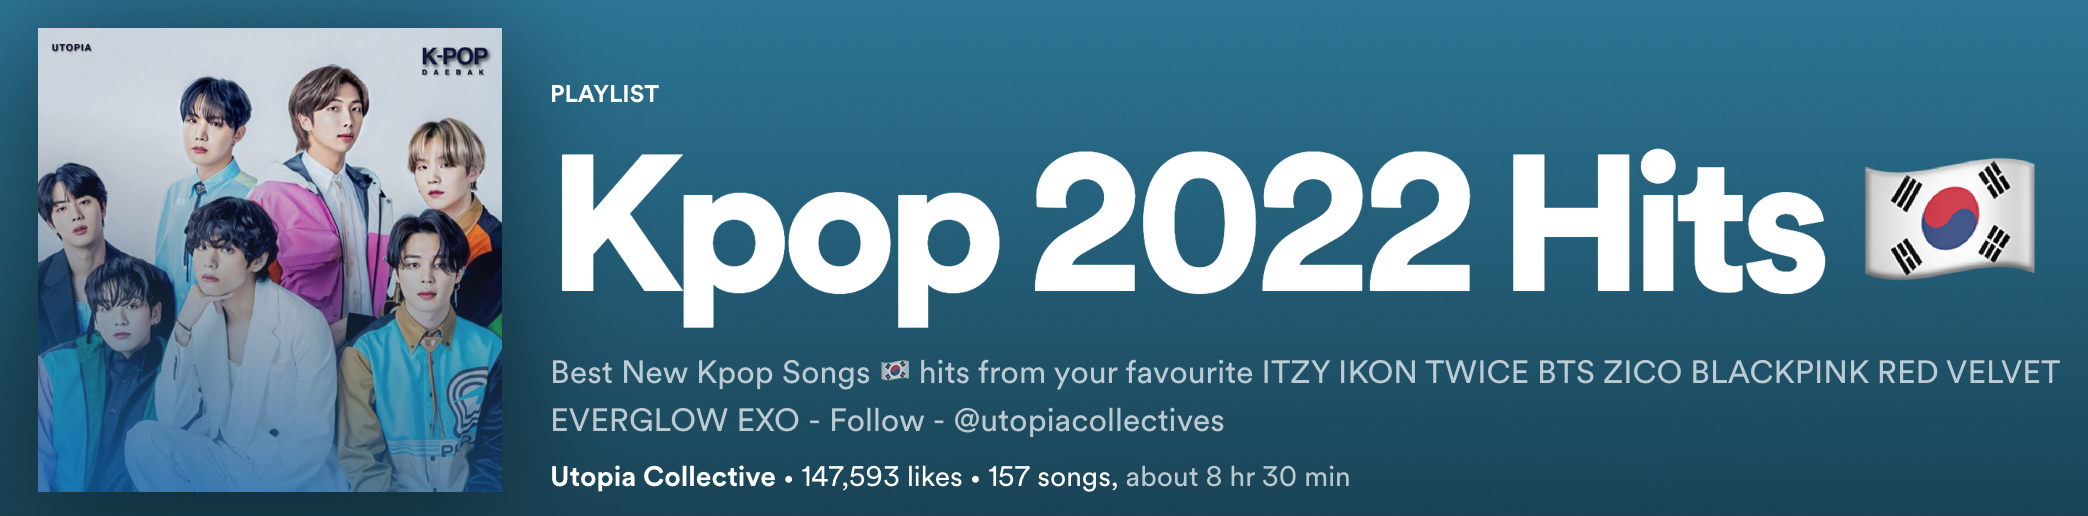 UTOPIA
K-POP
DAEBAK
PLAYLIST
Kpop 2022 Hits 🇰🇷
Best New Kpop Songs 🇰🇷 hits from your favourite ITZY IKON TWICE BTS ZICO BLACKPINK RED VELVET
EVERGLOW EXO - Follow - @utopiacollectives
Utopia Collective • 147,593 likes • 157 songs, about 8 hr 30 min